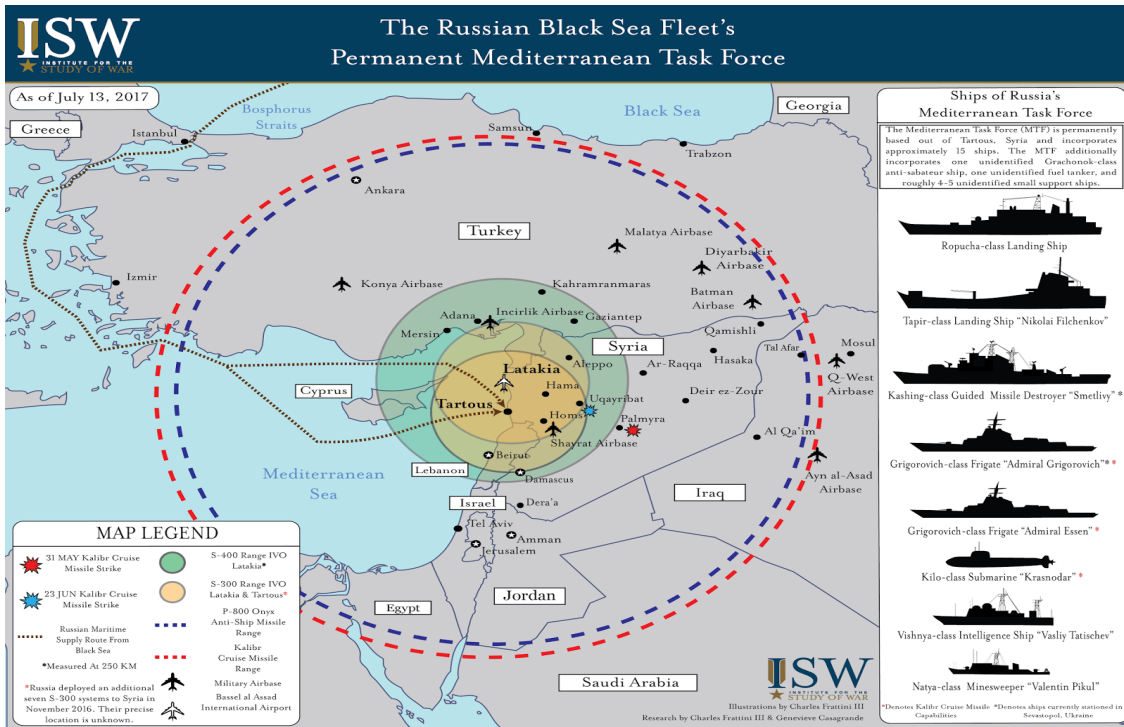 ISW
INSTITUTE FOR THE
STUDY OF WAR
The Russian Black Sea Fleet's
Permanent Mediterranean Task Force
As of July 13, 2017
Greece
Istanbul
Bosphorus
Straits
Samsun
Black Sea
Trabzon
Georgia
Ankara
Turkey
Malatya Airbase
Diyarbakir
Airbase
Izmir
Konya Airbase
Kahramranmaras
Batman
Airbase
Adana
Incirlik Airbase
Gaziantep
Mersin
Qamishli
Syria
Mosul
Aleppo
Hasaka
Tal Afar
Latakia
Ar-Raqqa
Q-West
Airbase
Cyprus
Hama
Tartous
Uqayribat
Deir ez-Zour
Homs
Palmyra
Shayrat Airbase
Al Qa'im
Beirut
Lebanon
Damascus
Ayn al-Asad
Airbase
Mediterranean
Sea
Israel
Dera'a
Iraq
Tel Aviv
Amman
Jerusalem
Jordan
Egypt
Saudi Arabia
MAP LEGEND
31 MAY Kalibr Cruise
Missile Strike
23 JUN Kalibr Cruise
Missile Strike
Russian Maritime
Supply Route From
Black Sea
*Measured At 250 KM
*Russia deployed an additional
seven S-300 systems to Syria in
November 2016. Their precise
location is unknown.
S-400 Range IVO
Latakia*
S-300 Range IVO
Latakia & Tartous*
P-800 Onyx
Anti-Ship Missile
Range
Kalibr
Cruise Missile
Range
Military Airbase
Bassel al Assad
International Airport
ISW
INSTITUTE FOR THE
STUDY OF WAR
Illustrations by Charles Frattini III
Research by Charles Frattini III & Genevieve Casagrande
Ships of Russia's
Mediterranean Task Force
The Mediterranean Task Force (MTF) is permanently
based out of Tartous, Syria and incorporates
approximately 15 ships. The MTF additionally
incorporates one unidentified Grachonok-class
anti-sabateur ship, one unidentified fuel tanker, and
roughly 4-5 unidentified small support ships.
Ropucha-class Landing Ship
Tapir-class Landing Ship "Nikolai Filchenkov"
Kashing-class Guided Missile Destroyer "Smetlivy" *
Grigorovich-class Frigate "Admiral Grigorovich"* *
Grigorovich-class Frigate "Admiral Essen" *
Kilo-class Submarine "Krasnodar" *
Vishnya-class Intelligence Ship "Vasliy Tatischev"
Natya-class Minesweeper "Valentin Pikul"
*Denotes Kalibr Cruise Missile
Capabilities
*Denotes ships currently stationed in
Sevastopol, Ukraine